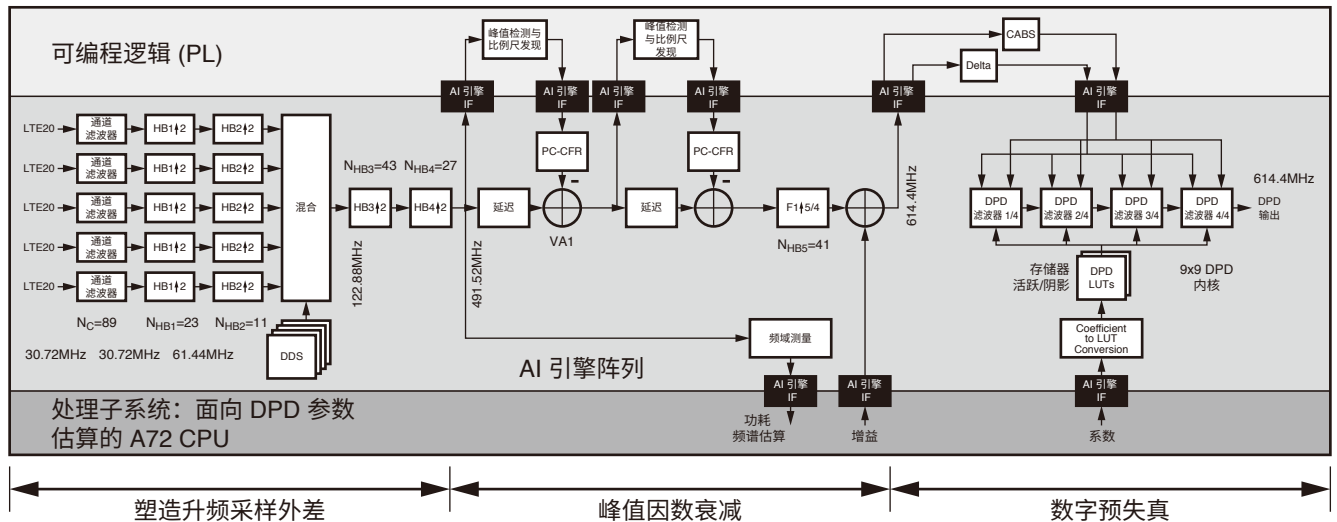 可编程逻辑 (PL)
峰值检测与
比例尺发现
峰值检测
与比例尺
发现
CABS
Delta
AI 引擎
IF
AI 引擎
IF
AI 引擎
IF
AI 引擎
IF
AI 引擎
IF
AI 引擎
IF
LTE20
通道
滤波器
HB1 2
HB2 2
LTE20
通道
滤波器
HB1 2
HB2 2
LTE20
通道
滤波器
HB1 2
HB2 2
LTE20
通道
滤波器
HB1 2
HB2 2
LTE20
通道
滤波器
HB1 2
HB2 2
混合
NHB3=43
NHB4=27
HB3 2
HB4 2
122.88MHz
491.52MHz
PC-CFR
延迟
VA1
PC-CFR
延迟
F1 5/4
NHB5=41
614.4MHz
DPD
滤波器 1/4
DPD
滤波器 2/4
DPD
滤波器 3/4
DPD
滤波器 4/4
614.4MHz
DPD
输出
存储器
活跃/阴影
DPD
LUTs
9x9 DPD
内核
NC=89
NHB1=23
NHB2=11
30.72MHz
30.72MHz
61.44MHz
DDS
频域测量
Coefficient
to LUT
Conversion
AI 引擎阵列
AI 引擎
IF
AI 引擎
IF
AI 引擎
IF
处理子系统：面向 DPD 参数
估算的 A72 CPU
功耗
频谱估算
增益
系数
塑造升频采样外差
峰值因数衰减
数字预失真